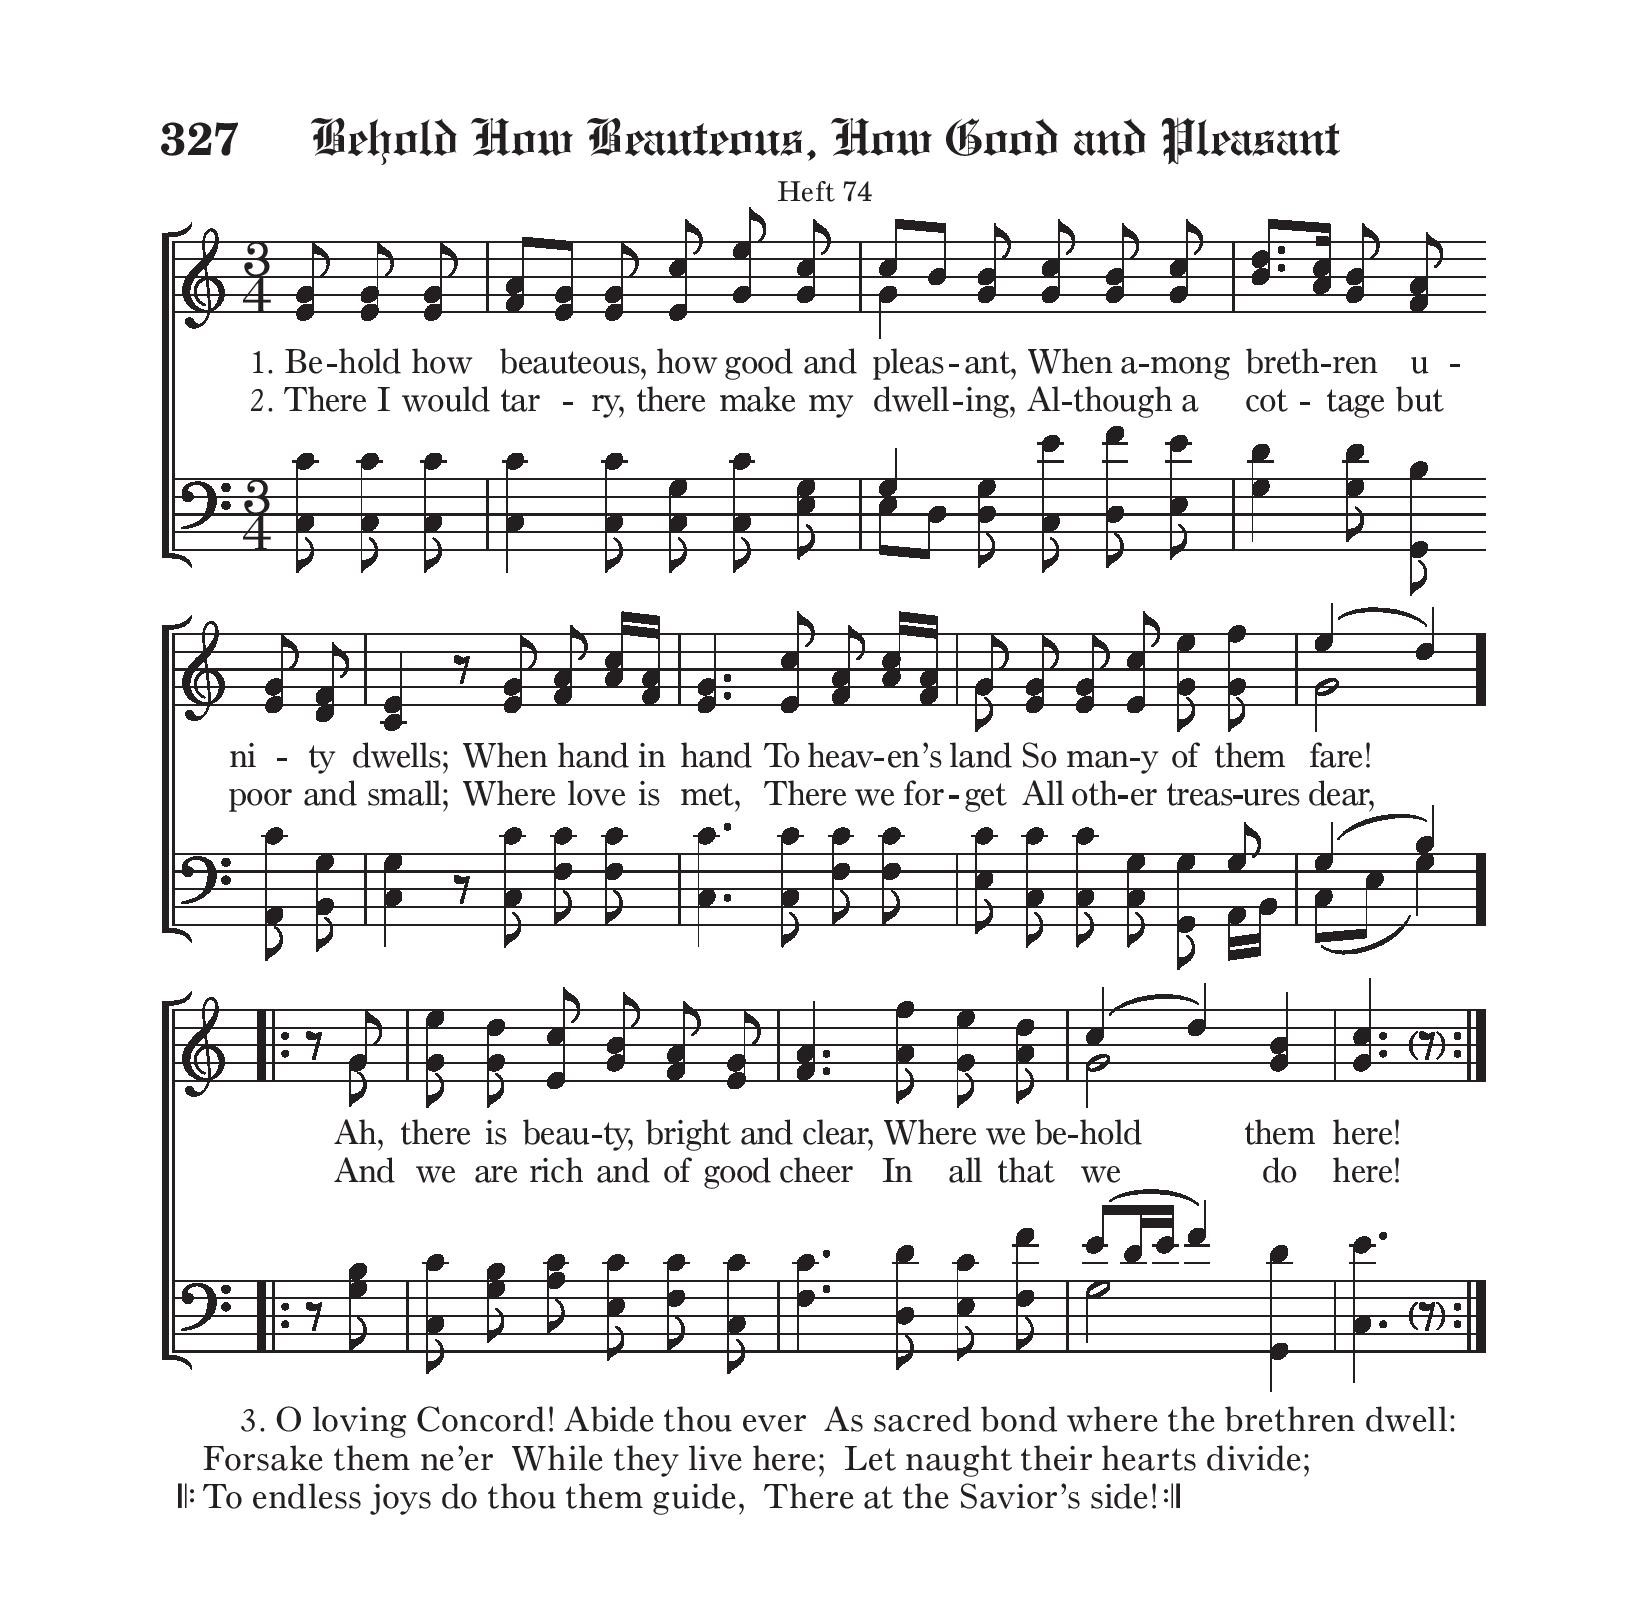 327 Behold How Beauteous, How Good and Pleasant
Heft 74
3 4
1. Be-hold how beauteous, how good and pleas-ant, When a-mong breth-ren u -
2. There I would tar - ry, there make my dwell-ing, Al-though a cot - tage but
3 4
ni - ty dwells; When hand in hand To heav-en’s land So man-y of them fare!
poor and small; Where love is met, There we for-get All oth-er treas-ures dear,
Ah, there is beau-ty, bright and clear, Where we be-hold them here!
And we are rich and of good cheer In all that we do here!
3. O loving Concord! Abide thou ever As sacred bond where the brethren dwell:
Forsake them ne’er While they live here; Let naught their hearts divide;
𝄆 To endless joys do thou them guide, There at the Savior’s side! 𝄇